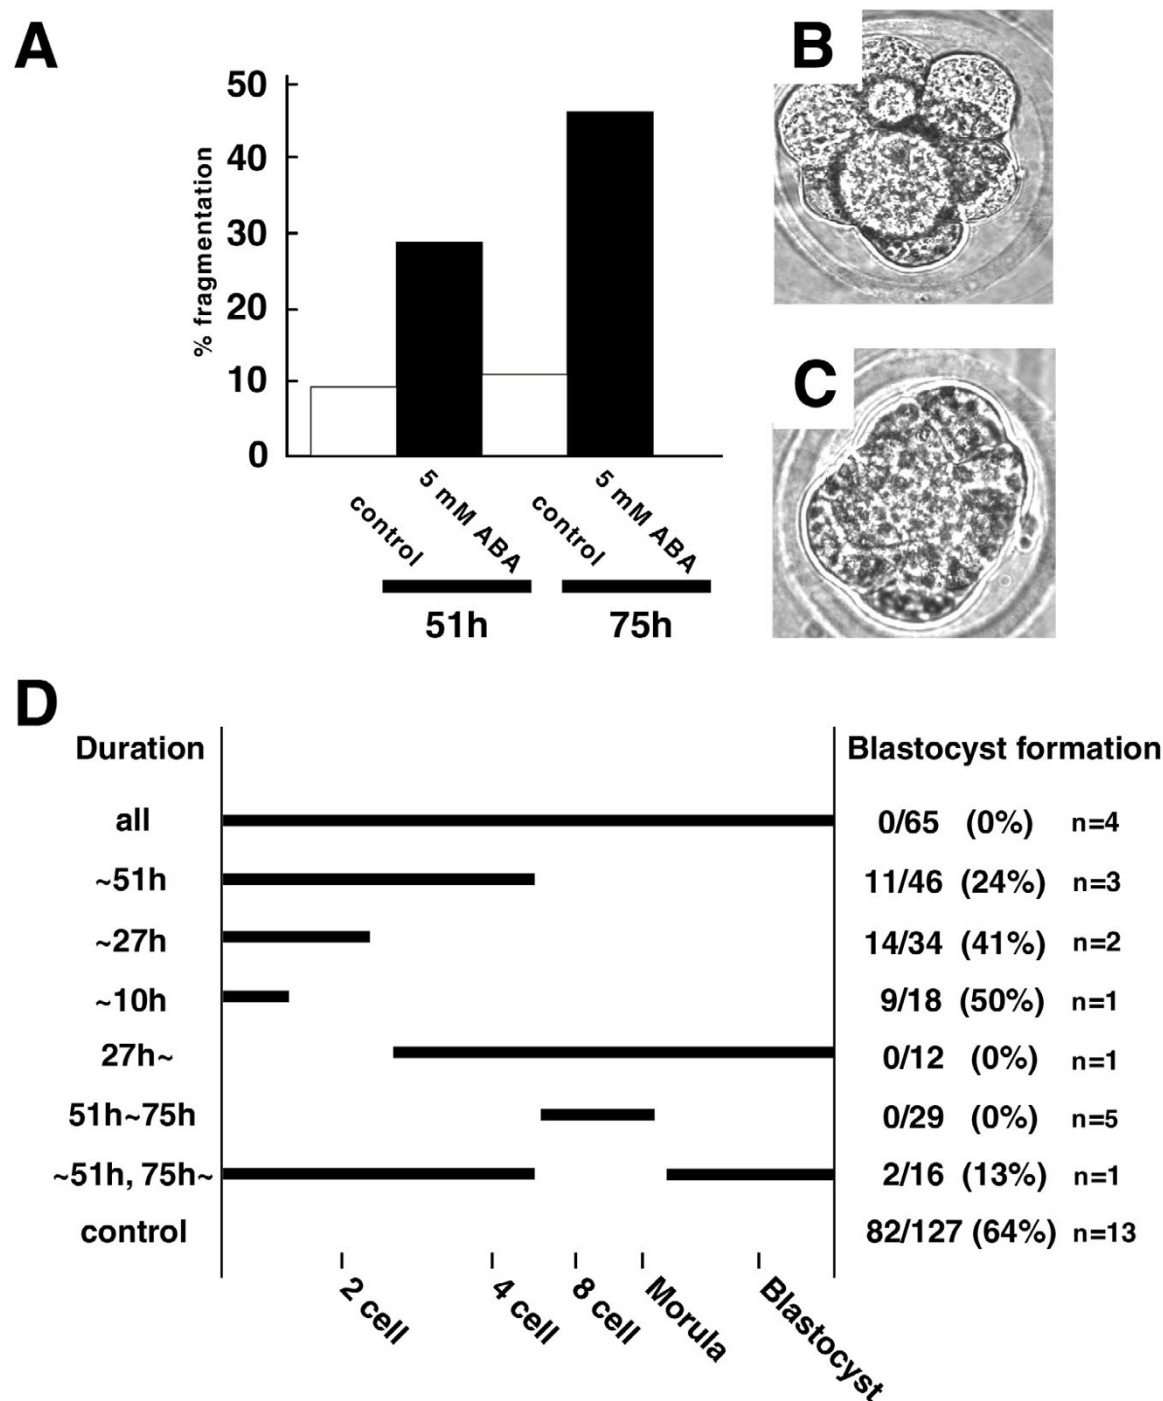 A
50
40
30
20
10
0
% fragmentation
control
5 mM ABA
control
5 mM ABA
51h
75h
B
C
D
Duration
Blastocyst formation
all
0/65 (0%) n=4
~51h
11/46 (24%) n=3
~27h
14/34 (41%) n=2
~10h
9/18 (50%) n=1
27h~
0/12 (0%) n=1
51h~75h
0/29 (0%) n=5
~51h, 75h~
2/16 (13%) n=1
control
82/127 (64%) n=13
2 cell
4 cell
8 cell
Morula
Blastocyst